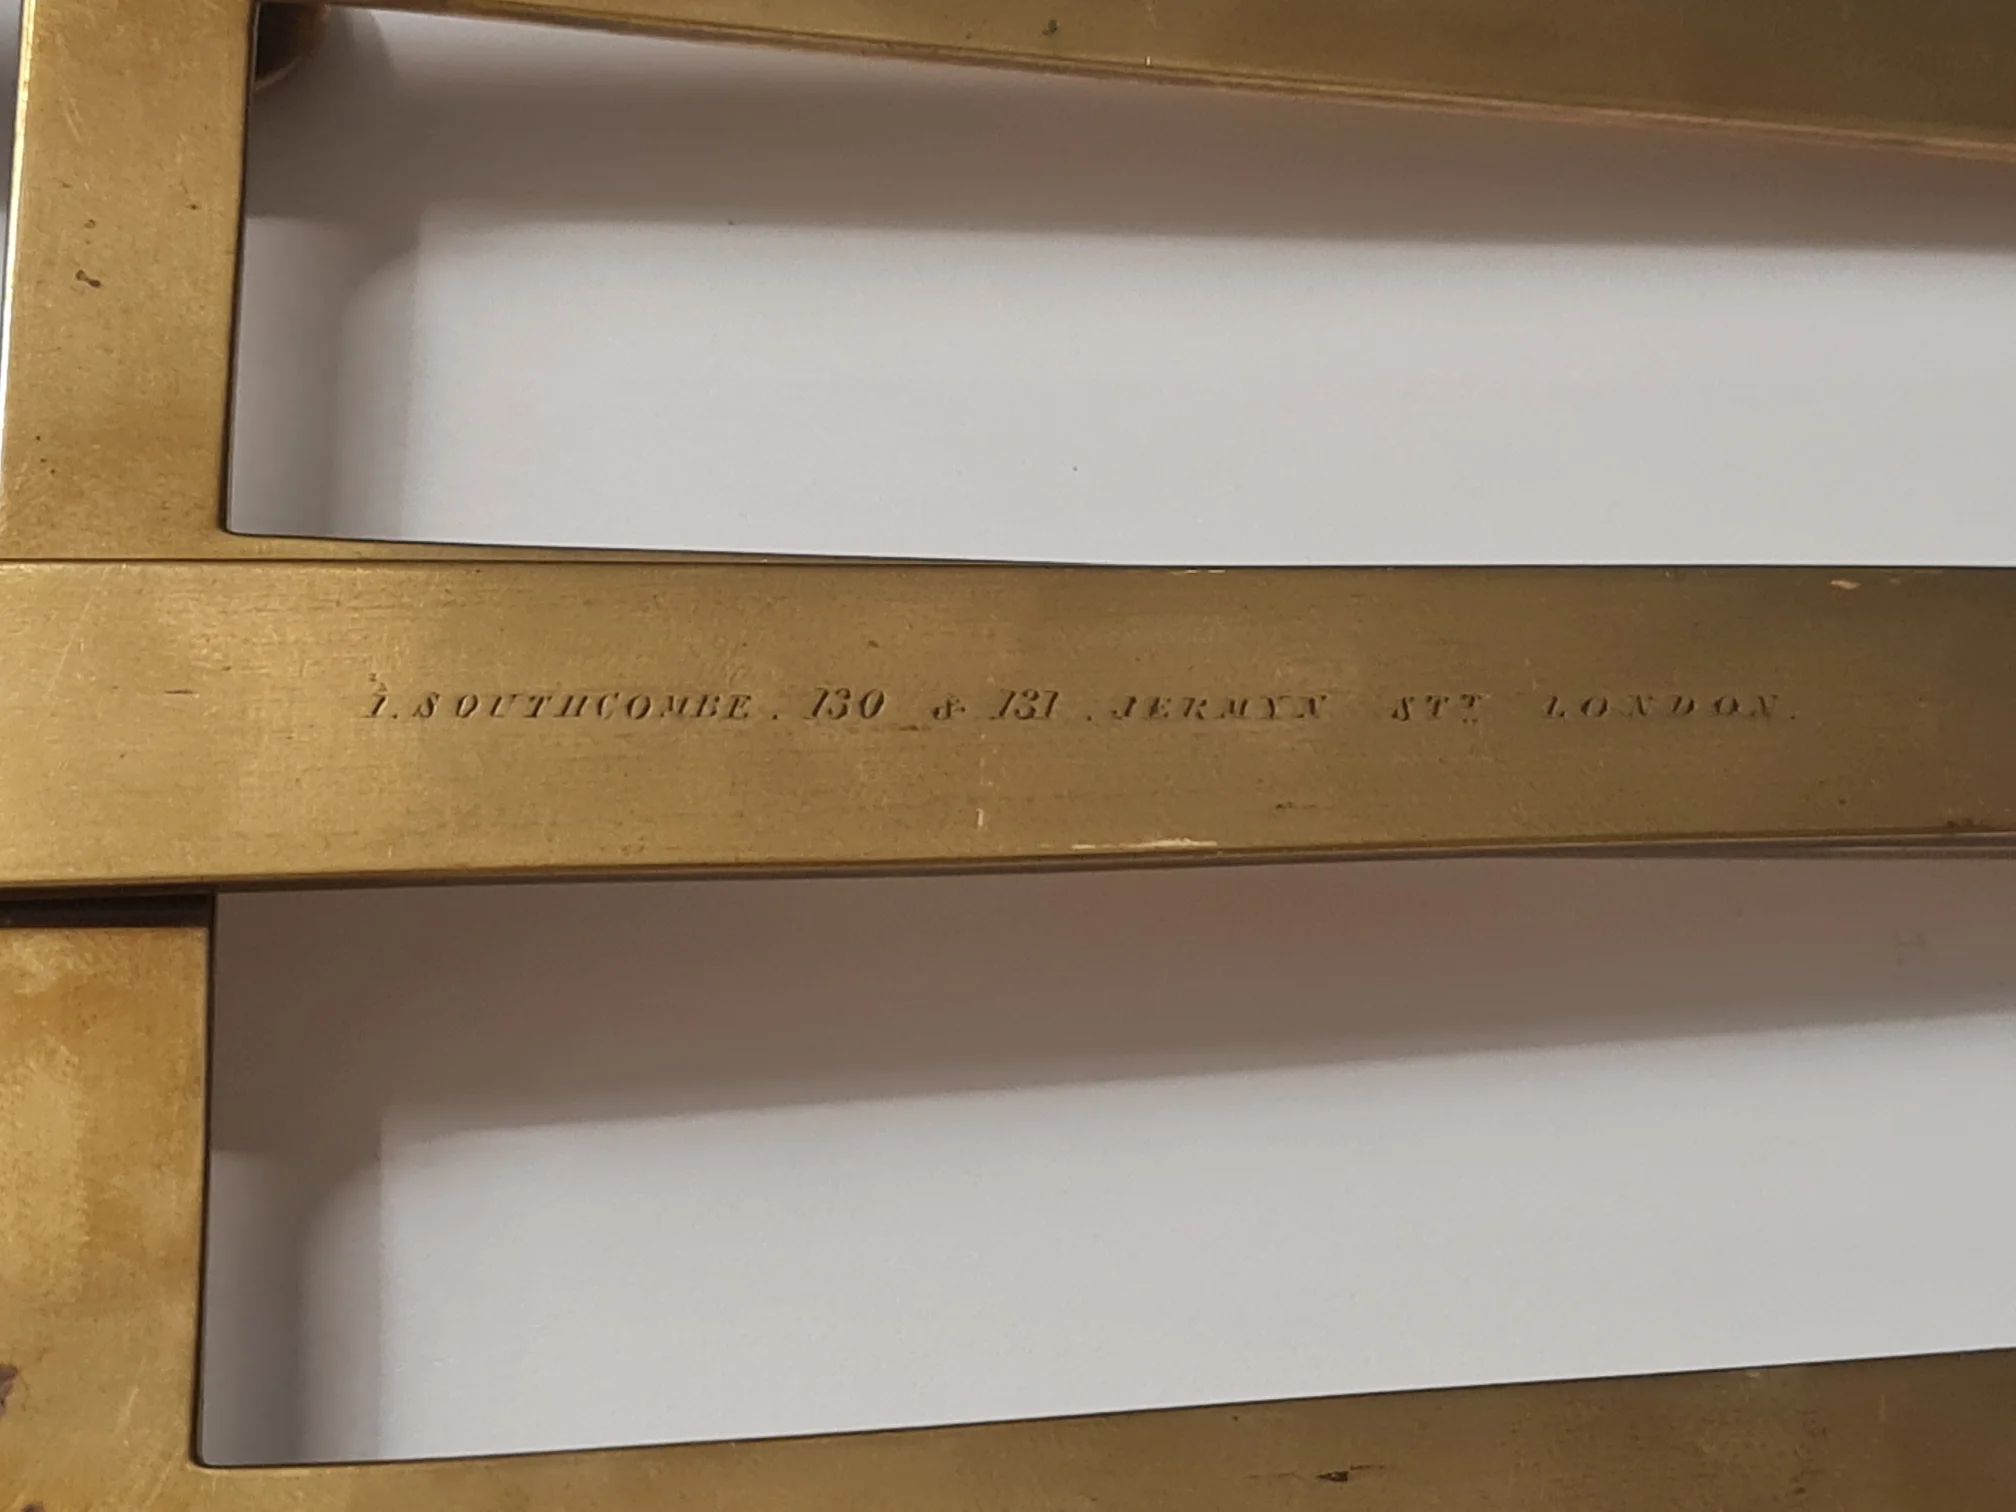 I. SOUTHCOMBE. 130 & 131. JERMYN STT. LONDON.